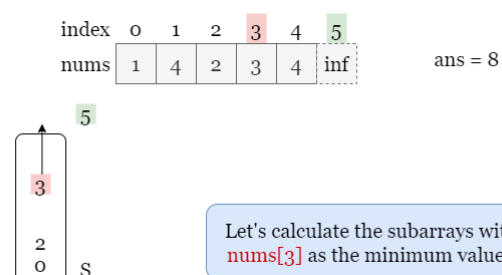 index 0 1 2 3 4 5
nums 1 4 2 3 4 inf
ans = 8
5
3
2
0 S
Let's calculate the subarrays
nums[3] as the minimum value